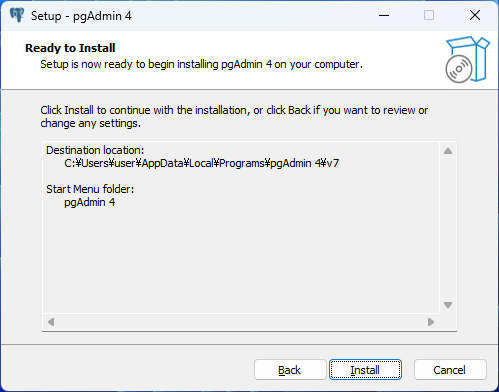 Setup - pgAdmin 4
Ready to Install
Setup is now ready to begin installing pgAdmin 4 on your computer.
Click Install to continue with the installation, or click Back if you want to review or
change any settings.
Destination location:
C:¥Users¥user¥AppData¥Local¥Programs¥pgAdmin 4¥v7
Start Menu folder:
pgAdmin 4
Back
Install
Cancel